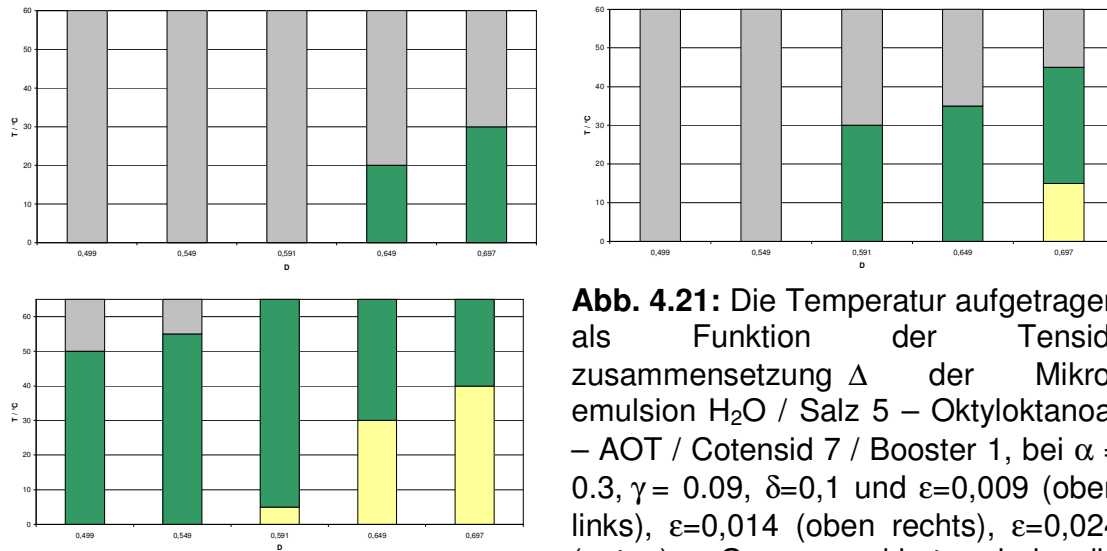 60
50
40
30
20
10
0
T / °C
0,499 0,549 0,591 0,649 0,697
D
60
50
40
30
20
10
0
T / °C
0,499 0,549 0,591 0,649 0,697
D
60
50
40
30
20
10
0
T / °C
0,499 0,549 0,591 0,649 0,697
D
Abb. 4.21: Die Temperatur aufgetragen
als Funktion der Tensid
zusammensetzung Δ der Mikro
emulsion H₂O / Salz 5 – Oktyloktanoa
– AOT / Cotensid 7 / Booster 1, bei α =
0.3, γ = 0.09, δ=0,1 und ε=0,009 (oben
links), ε=0,014 (oben rechts), ε=0,024